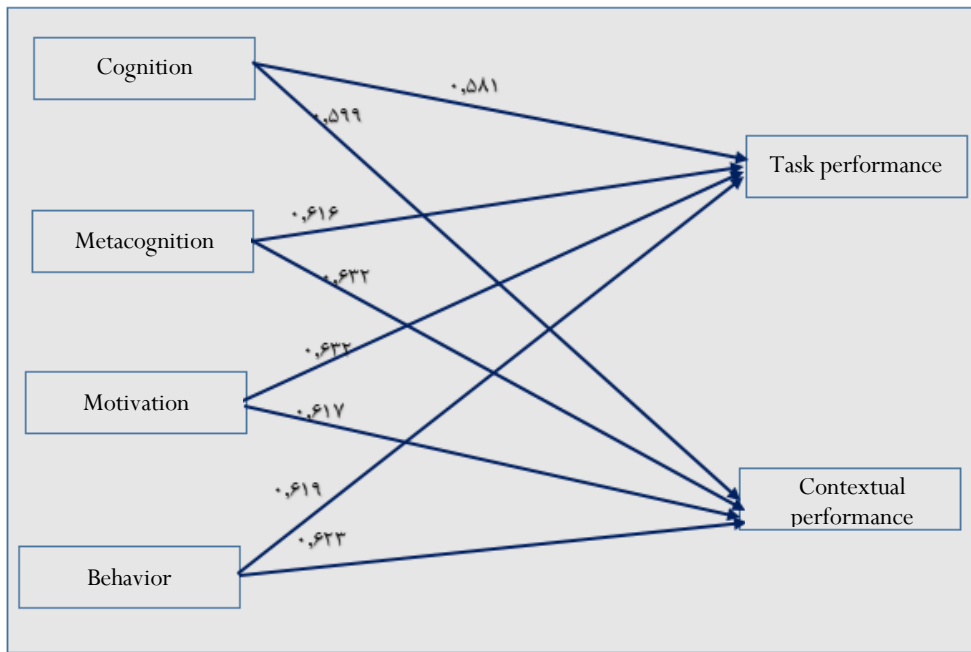 Cognition
۰,۵۸۱
۰,۵۹۹
Task performance
Metacognition
۰,۶۱۶
۰,۶۳۲
۰,۶۳۲
Motivation
۰,۶۱۷
۰,۶۱۹
Contextual
performance
۰,۶۲۳
Behavior